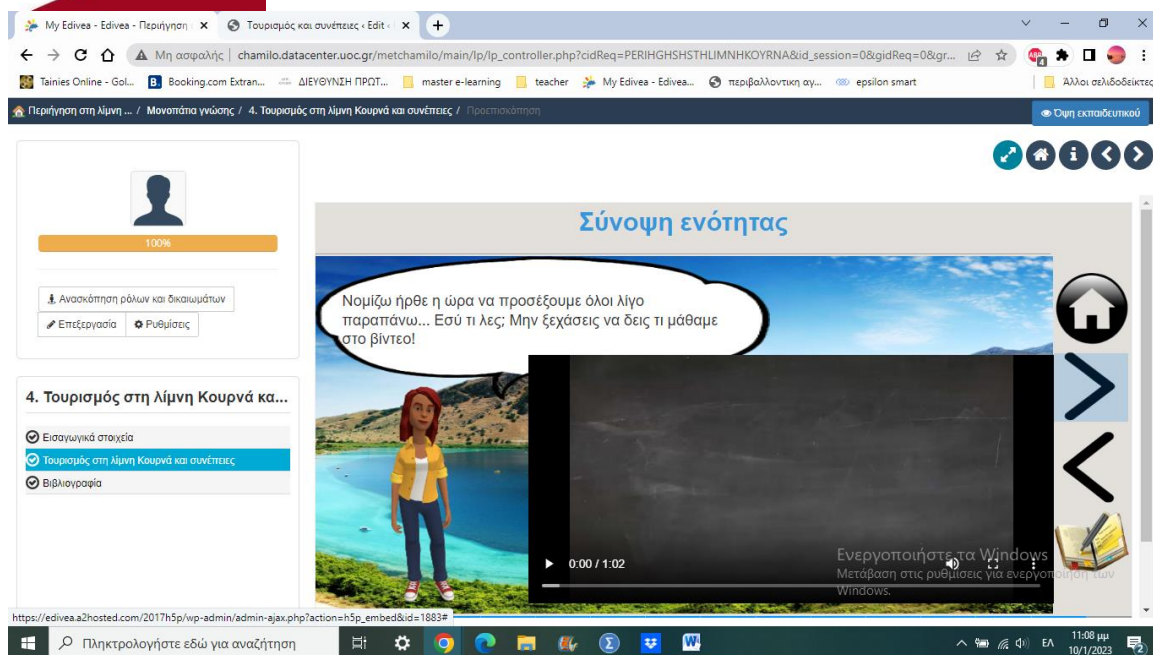 My Edivea - Edivea - Περιήγηση
Τουρισμός και συνέπειες ‹ Edit ‹
Μη ασφαλής | chamilo.datacenter.uoc.gr/metchamilo/main/lp/lp_controller.php?cidReq=PERIHGHSHSTHLIMNHKOYRNA&id_session=0&gidReq=0&gr...
Tainies Online - Gol...
B.
Booking.com Extran...
ΔΙΕΥΘΥΝΣΗ ΠΡΩΤ...
master e-learning
teacher
My Edivea - Edivea...
περιβαλλοντικη αγ...
epsilon smart
Άλλοι σελιδοδείκτες
Περιήγηση στη λίμνη ... / Μονοπάτια γνώσης / 4. Τουρισμός στη λίμνη Κουρνά και συνέπειες / Προεπισκόπηση
Όψη εκπαιδευτικού
100%
Ανασκόπηση ρόλων και δικαιωμάτων
Επεξεργασία
Ρυθμίσεις
4. Τουρισμός στη λίμνη Κουρνά κα...
Εισαγωγικά στοιχεία
Τουρισμός στη λίμνη Κουρνά και συνέπειες
Βιβλιογραφία
Σύνοψη ενότητας
Νομίζω ήρθε η ώρα να προσέξουμε όλοι λίγο
παραπάνω... Εσύ τι λες; Μην ξεχάσεις να δεις τι μάθαμε
στο βίντεο!
0:00 / 1:02
Ενεργοποιήστε τα Windows
Μετάβαση στις ρυθμίσεις για ενεργοποίηση των
Windows.
https://edivea.a2hosted.com/2017h5p/wp-admin/admin-ajax.php?action=h5p_embed&id=1883#
Πληκτρολογήστε εδώ για αναζήτηση
ΕΛ
11:08 μμ
10/1/2023
2